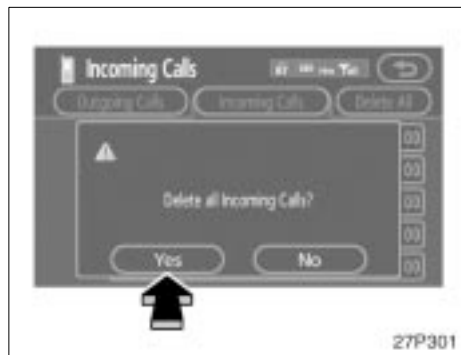 Incoming Calls
Outgoing Calls Incoming Calls Delete All
Delete all Incoming Calls?
Yes No
27P301